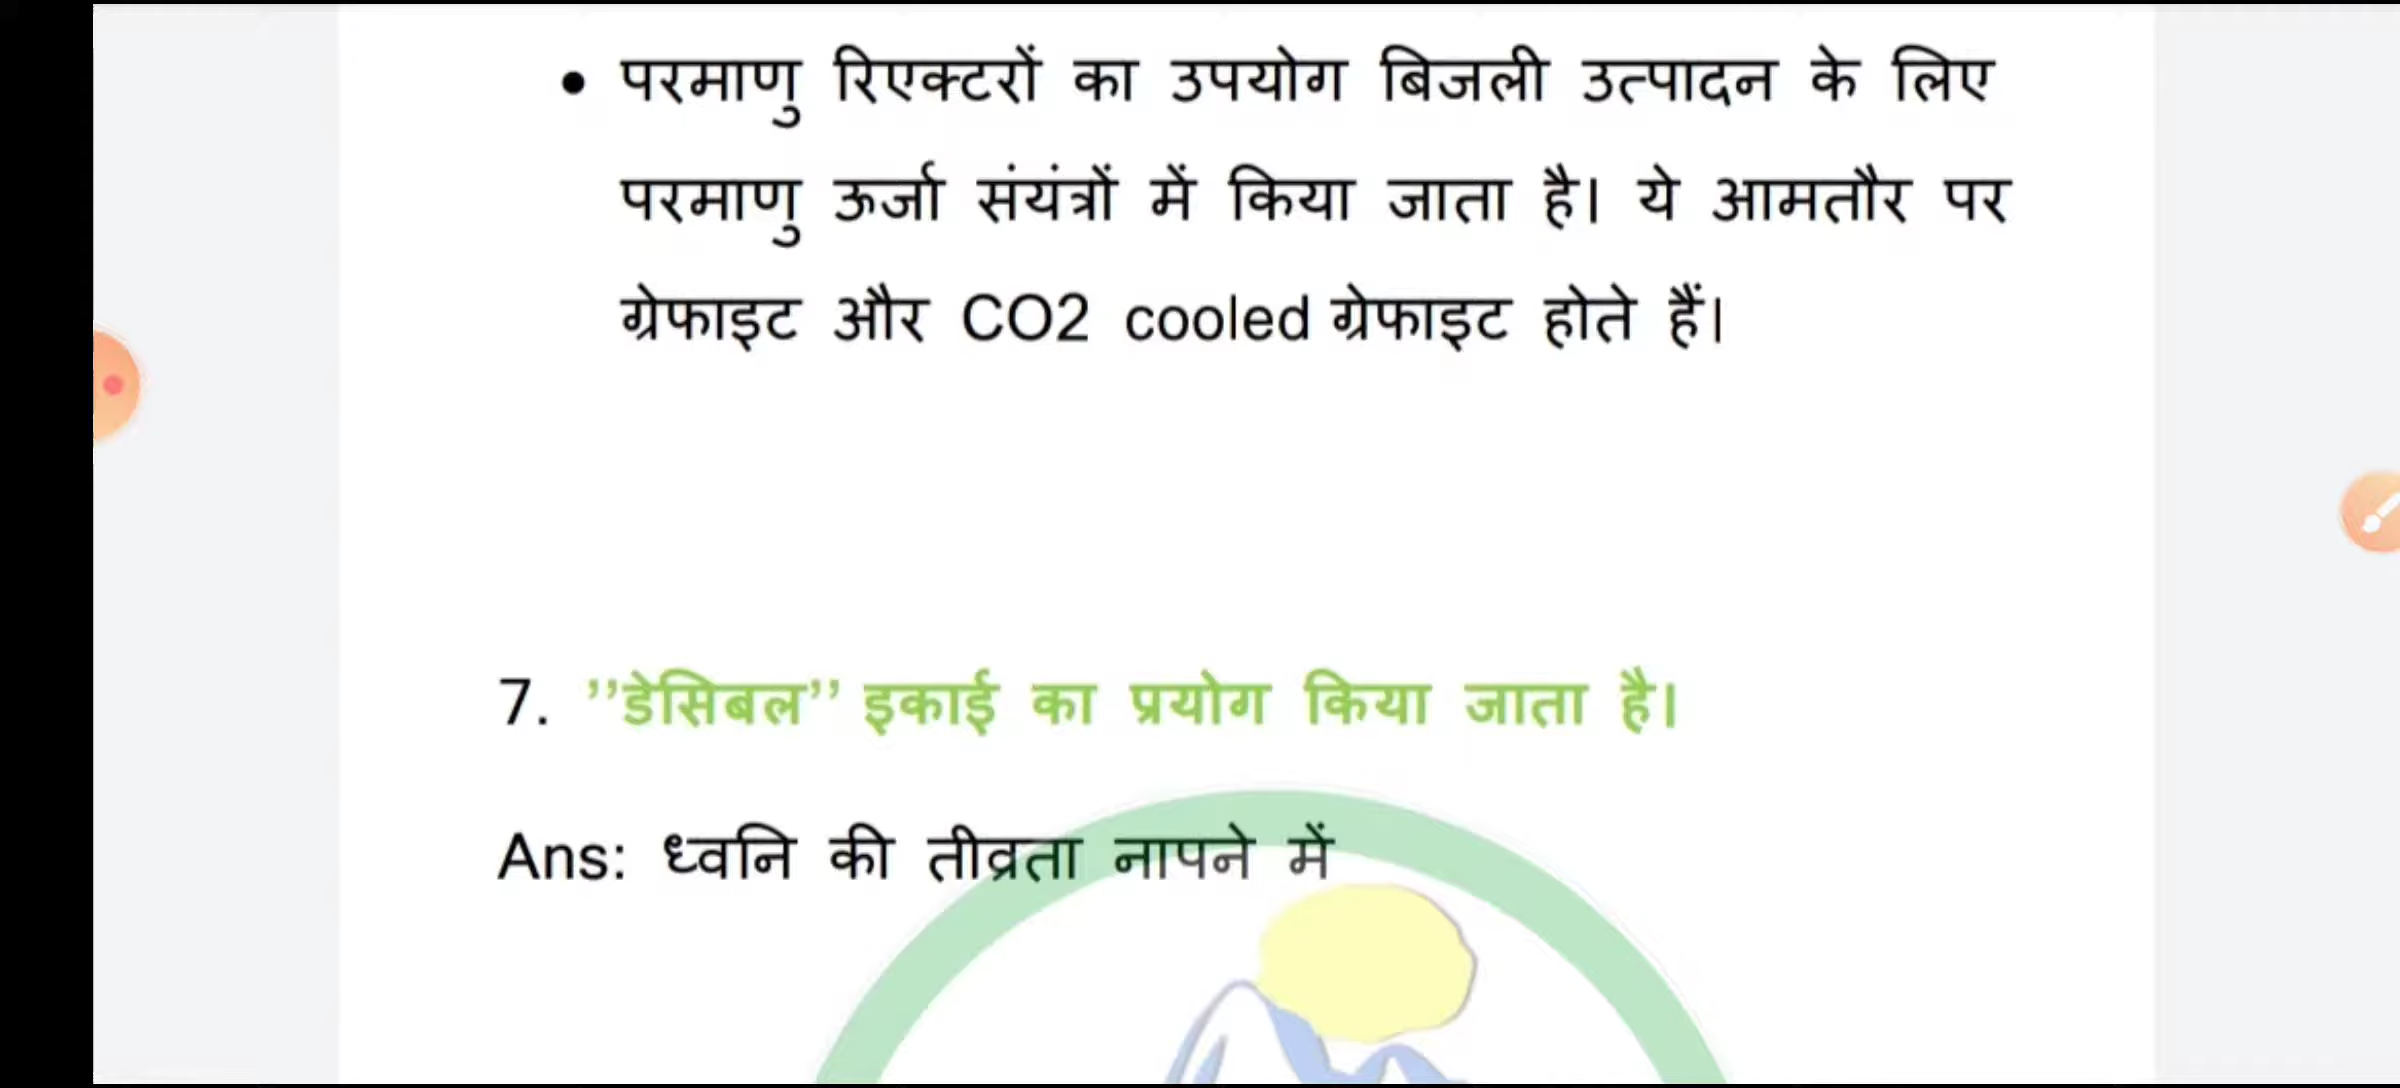 • परमाणु रिएक्टरों का उपयोग बिजली उत्पादन के लिए
परमाणु ऊर्जा संयंत्रों में किया जाता है। ये आमतौर पर
ग्रेफाइट और CO2 cooled ग्रेफाइट होते हैं।
7. ’’डेसिबल’’ इकाई का प्रयोग किया जाता है।
Ans: ध्वनि की तीव्रता नापने में